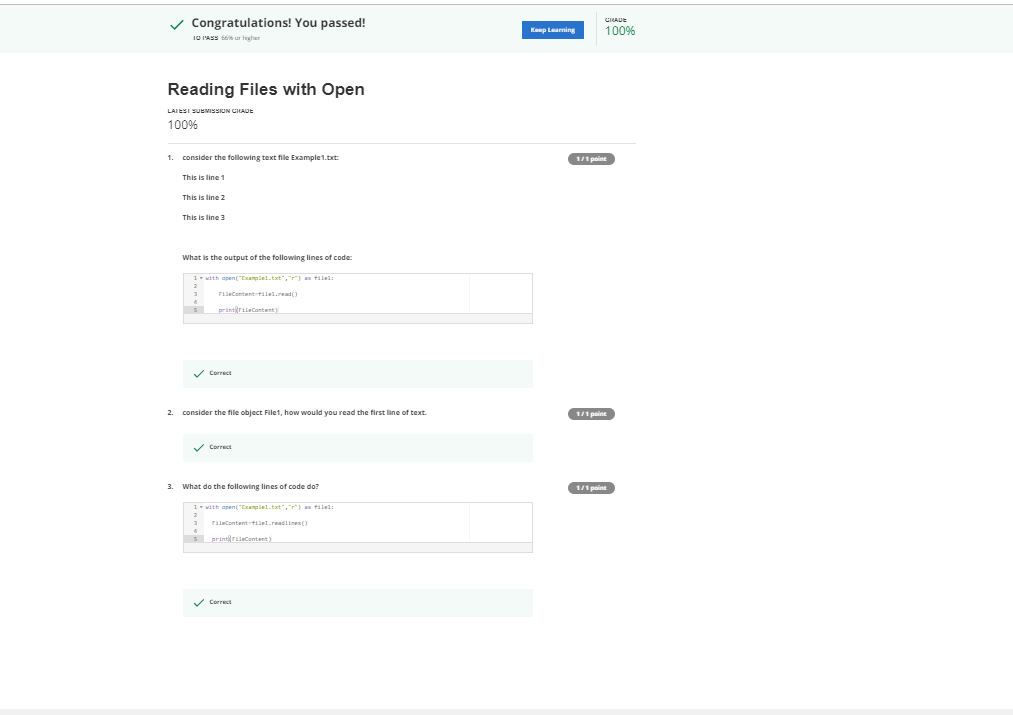 Congratulations! You passed!
TO PASS 66% or higher
Keep Learning
GRADE
100%
Reading Files with Open
LATEST SUBMISSION GRADE
100%
1. consider the following text file Example1.txt:
1 / 1 point
This is line 1
This is line 2
This is line 3
What is the output of the following lines of code:
1 with open("Example1.txt","r") as file1:
2
3 FileContent=file1.read()
4
5 print(FileContent)
Correct
2. consider the file object File1, how would you read the first line of text.
1 / 1 point
Correct
3. What do the following lines of code do?
1 / 1 point
1 with open("Example1.txt","r") as file1:
2
3 FileContent=file1.readlines()
4
5 print(FileContent)
Correct